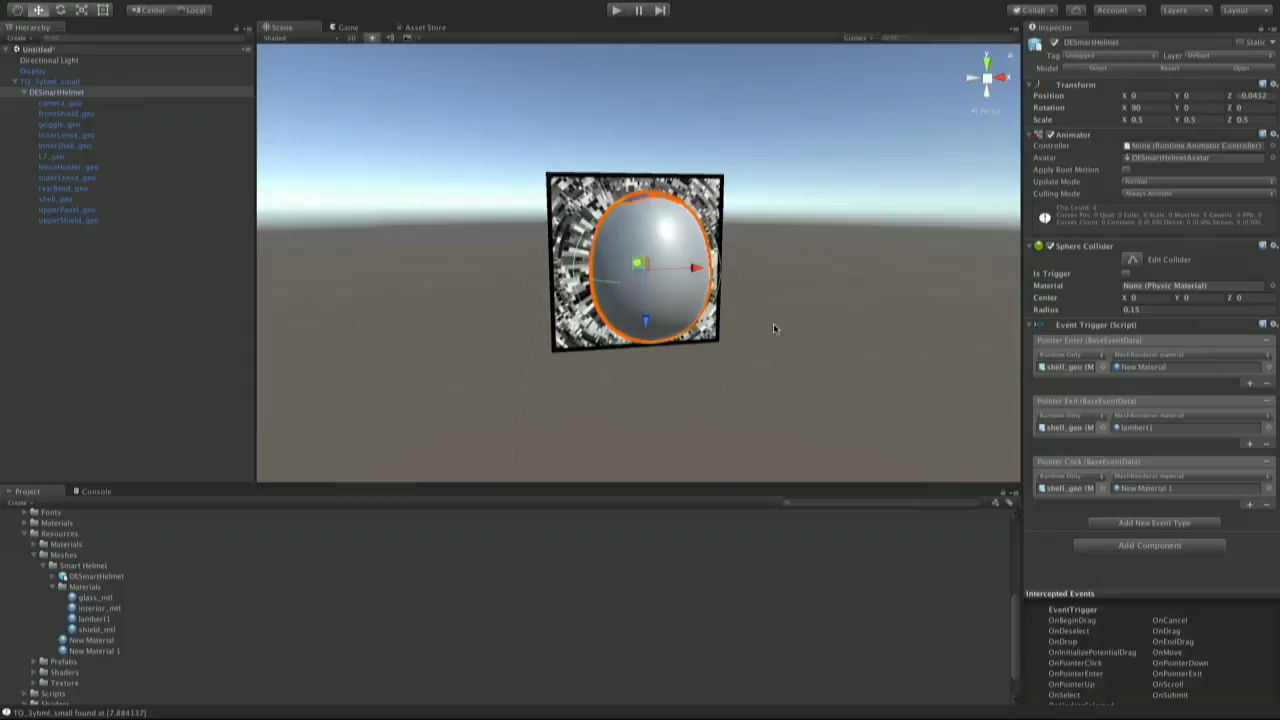 Center Local
Collab Account Layers Layout
Hierarchy
Create
Untitled*
Directional Light
Display
TO_3ybml_small
DESmartHelmet
camera_geo
frontShield_geo
goggle_geo
innerLense_geo
innerShell_geo
LF_geo
lenseHolder_geo
outerLense_geo
rearBand_geo
shell_geo
upperPanel_geo
upperShield_geo
Scene Game Asset Store
Shaded 2D Gizmos
y
x
Persp
Inspector
DESmartHelmet Static
Tag Untagged Layer Default
Model Select Revert Open
Transform
Position X 0 Y 0 Z -0.0452
Rotation X 90 Y 0 Z 0
Scale X 0.5 Y 0.5 Z 0.5
Animator
Controller None (Runtime Animator Controller)
Avatar DESmartHelmetAvatar
Apply Root Motion
Update Mode Normal
Culling Mode Always Animate
Clip Count: 0
Curves Pos: 0 Quat: 0 Euler: 0 Scale: 0 Muscles: 0 Generic: 0 PPtr: 0
Curves Count: 0 Constant: 0 (0.0%) Dense: 0 (0.0%) Stream: 0 (0.0%)
Sphere Collider
Edit Collider
Is Trigger
Material None (Physic Material)
Center X 0 Y 0 Z 0
Radius 0.15
Event Trigger (Script)
Pointer Enter (BaseEventData)
Runtime Only MeshRenderer.material
shell_geo (M New Material
Pointer Exit (BaseEventData)
Runtime Only MeshRenderer.material
shell_geo (M lambert1
Pointer Click (BaseEventData)
Runtime Only MeshRenderer.material
shell_geo (M New Material 1
Add New Event Type
Add Component
Intercepted Events
EventTrigger
OnBeginDrag OnCancel
OnDeselect OnDrag
OnDrop OnEndDrag
OnInitializePotentialDrag OnMove
OnPointerClick OnPointerDown
OnPointerEnter OnPointerExit
OnPointerUp OnScroll
OnSelect OnSubmit
OnUpdateSelected
Project Console
Create
Fonts
Materials
Resources
Materials
Meshes
Smart Helmet
DESmartHelmet
Materials
glass_mtl
interior_mtl
lambert1
shield_mtl
New Material
New Material 1
Prefabs
Shaders
Texture
Scripts
Shaders
TO_3ybml_small found at [7.884137]